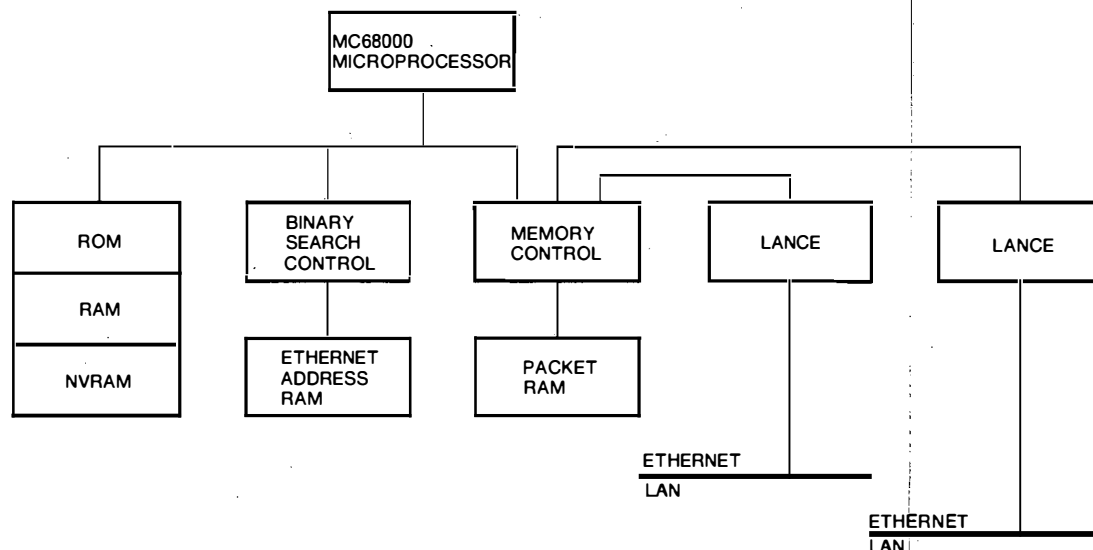 MC68000
MICROPROCESSOR
ROM
RAM
NVRAM
BINARY
SEARCH
CONTROL
ETHERNET
ADDRESS
RAM
MEMORY
CONTROL
PACKET
RAM
LANCE
LANCE
ETHERNET
LAN
ETHERNET
LAN